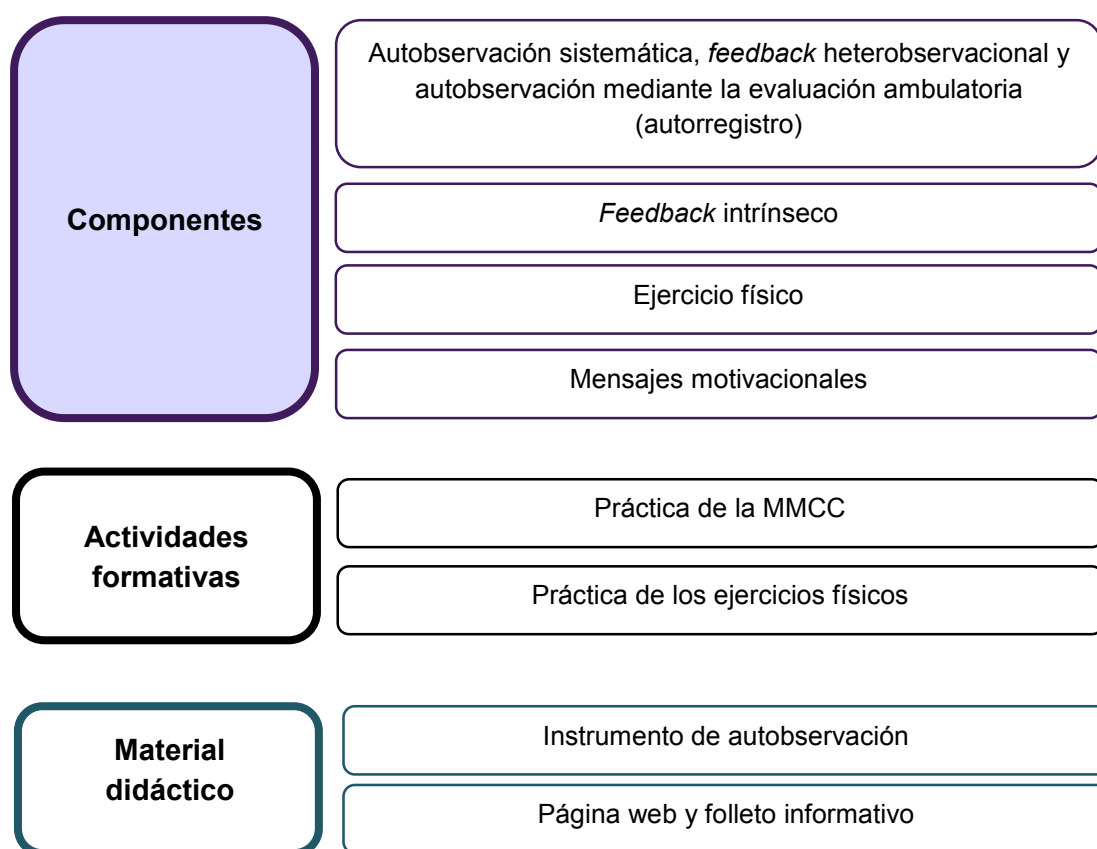 Componentes
Autobservación sistemática, feedback heterobservacional y
autobservación mediante la evaluación ambulatoria
(autorregistro)
Feedback intrínseco
Ejercicio físico
Mensajes motivacionales
Actividades
formativas
Práctica de la MMCC
Práctica de los ejercicios físicos
Material
didáctico
Instrumento de autobservación
Página web y folleto informativo